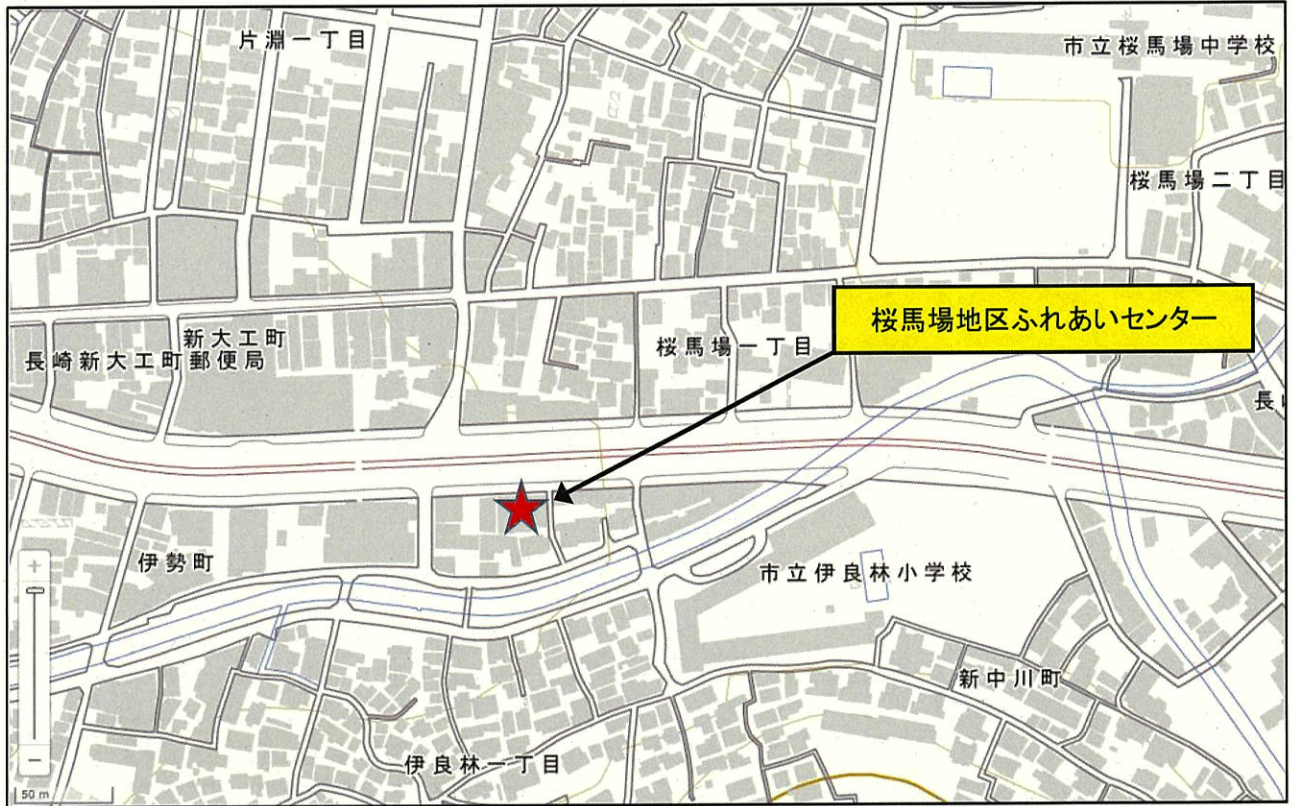 片淵一丁目
市立桜馬場中学校
桜馬場二丁目
桜馬場地区ふれあいセンター
新大工町
長崎新大工町郵便局
桜馬場一丁目
長
伊勢町
市立伊良林小学校
新中川町
伊良林一丁目
+
−
50 m